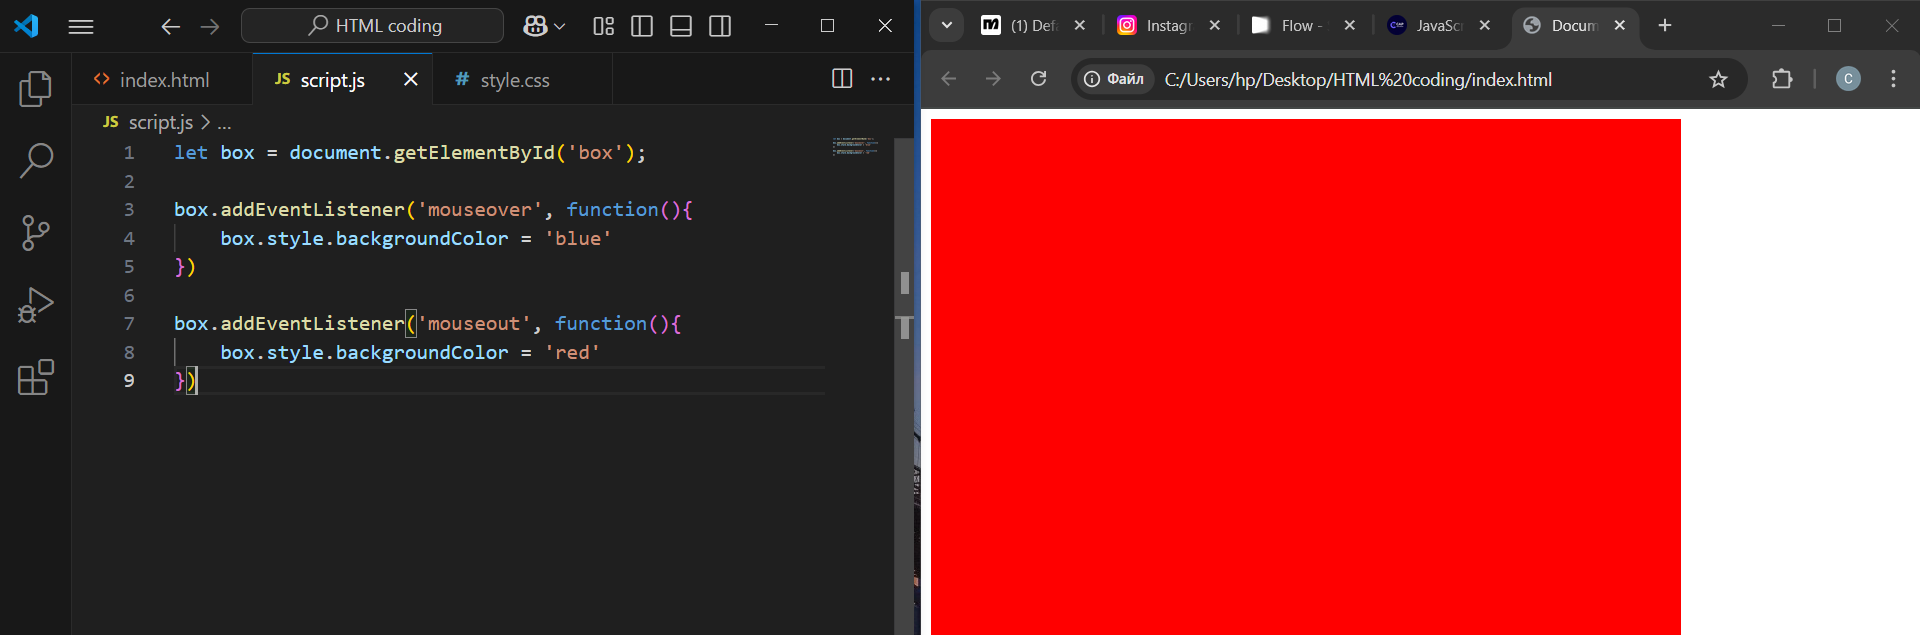 HTML coding
index.html
JS script.js
# style.css
JS script.js > ...
1 let box = document.getElementById('box');
2
3 box.addEventListener('mouseover', function(){
4     box.style.backgroundColor = 'blue'
5 })
6
7 box.addEventListener('mouseout', function(){
8     box.style.backgroundColor = 'red'
9 })
(1) Defa
Instagr
Flow -
JavaScr
Docum
Файл
C:/Users/hp/Desktop/HTML%20coding/index.html
C